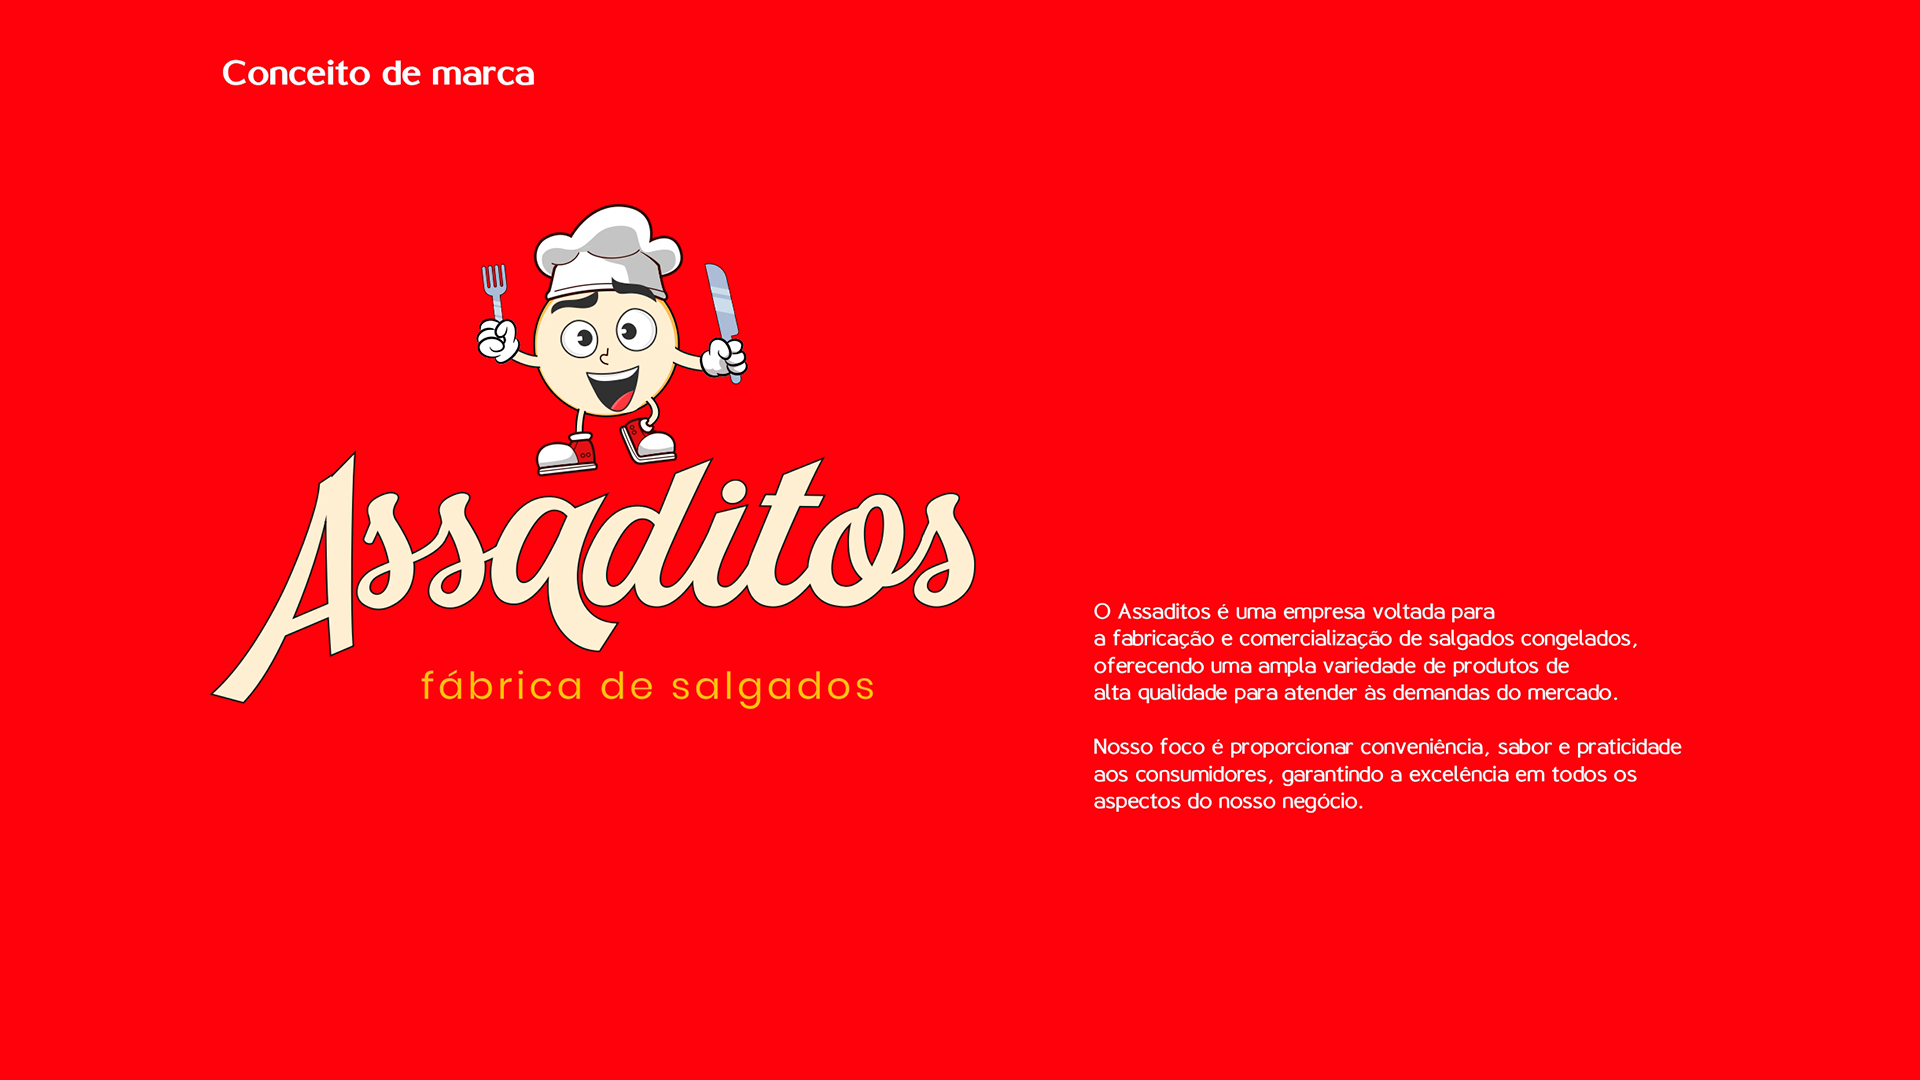 Conceito de marca
Assaditos
fábrica de salgados
O Assaditos é uma empresa voltada para
a fabricação e comercialização de salgados congelados,
oferecendo uma ampla variedade de produtos de
alta qualidade para atender às demandas do mercado.
Nosso foco é proporcionar conveniência, sabor e praticidade
aos consumidores, garantindo a excelência em todos os
aspectos do nosso negócio.